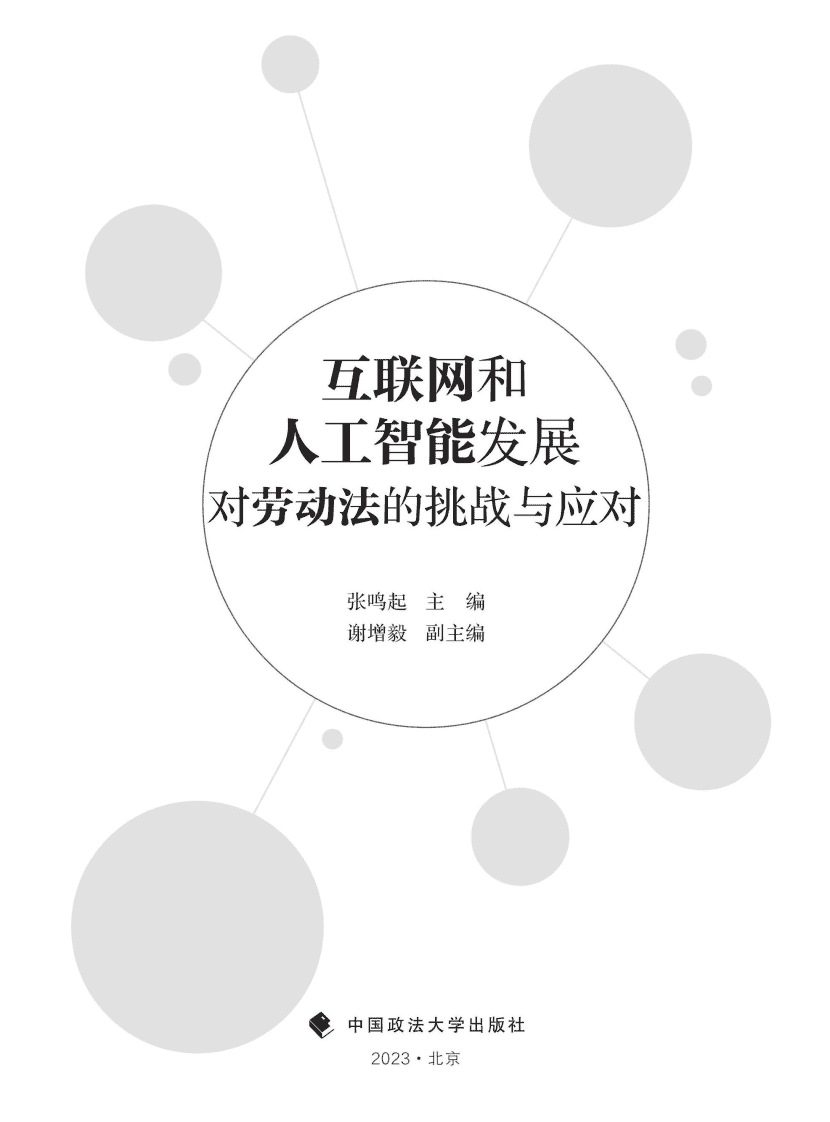 互联网和
人工智能发展
对劳动法的挑战与应对
张鸣起 主 编
谢增毅 副主编
中国政法大学出版社
2023·北京